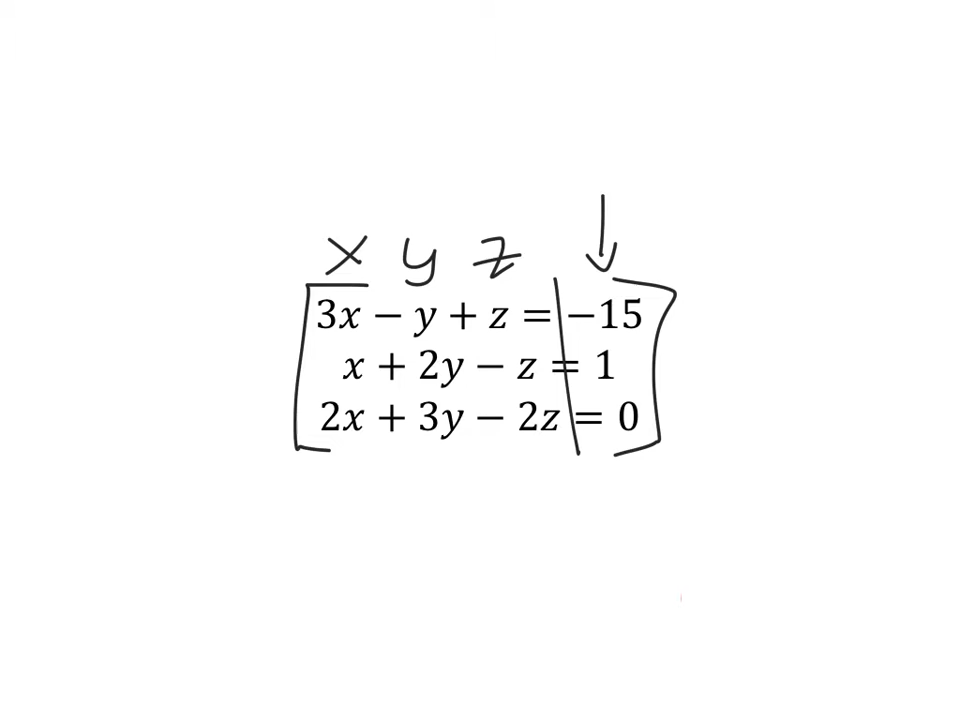 x y z ↓
3x − y + z = −15
x + 2y − z = 1
2x + 3y − 2z = 0